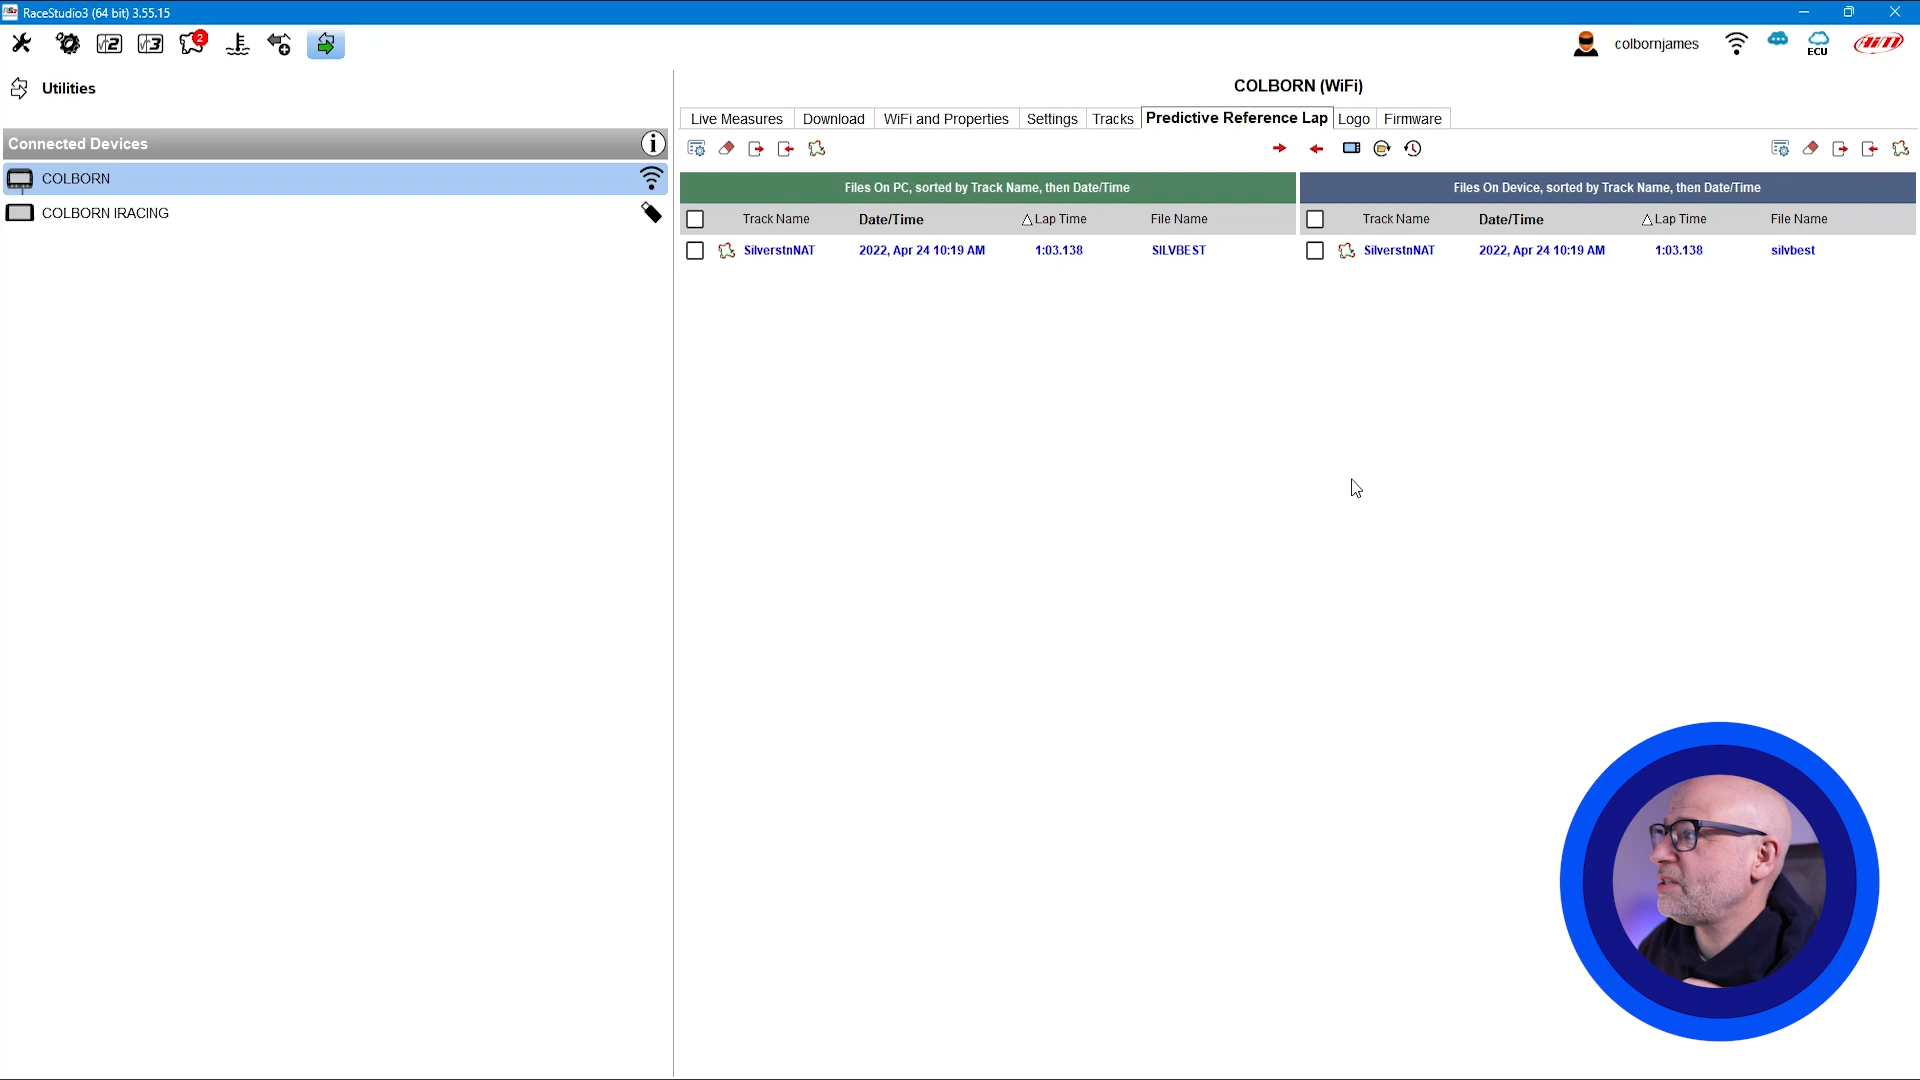 RaceStudio3 (64 bit) 3.55.15
2 3 2 colbornjames ECU AiM
Utilities
COLBORN (WiFi)
Live Measures Download WiFi and Properties Settings Tracks Predictive Reference Lap Logo Firmware
Connected Devices
COLBORN
COLBORN IRACING
Files On PC, sorted by Track Name, then Date/Time
Track Name Date/Time Lap Time File Name
SilverstnNAT 2022, Apr 24 10:19 AM 1:03.138 SILVBEST
Files On Device, sorted by Track Name, then Date/Time
Track Name Date/Time Lap Time File Name
SilverstnNAT 2022, Apr 24 10:19 AM 1:03.138 silvbest